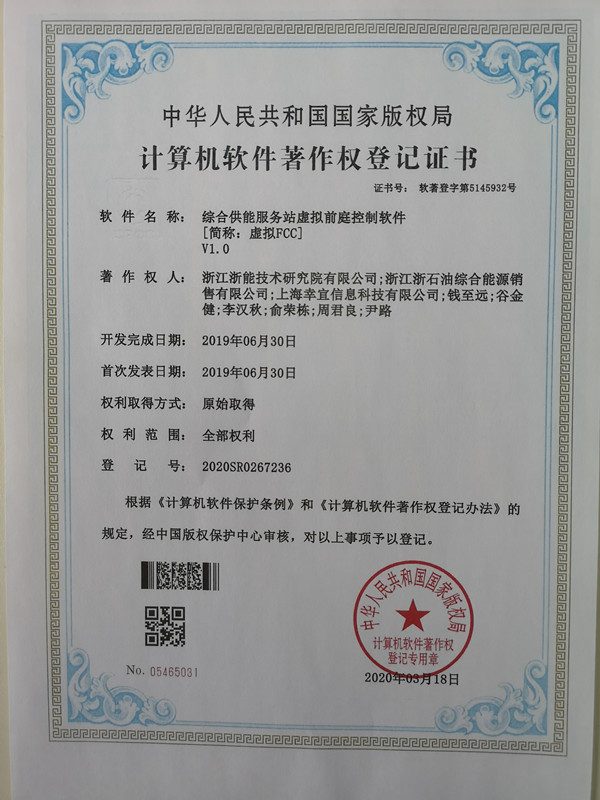 中华人民共和国国家版权局
计算机软件著作权登记证书
证书号： 软著登字第5145932号
软件名称： 综合供能服务站虚拟前庭控制软件
[简称：虚拟FCC]
V1.0
著作权人： 浙江浙能技术研究院有限公司;浙江浙石油综合能源销
售有限公司;上海幸宜信息科技有限公司;钱至远;谷金
健;李汉秋;俞荣栋;周君良;尹路
开发完成日期： 2019年06月30日
首次发表日期： 2019年06月30日
权利取得方式： 原始取得
权利范围： 全部权利
登记号： 2020SR0267236
根据《计算机软件保护条例》和《计算机软件著作权登记办法》的
规定，经中国版权保护中心审核，对以上事项予以登记。
中华人民共和国国家版权局
计算机软件著作权
登记专用章
No. 05465031
2020年03月18日